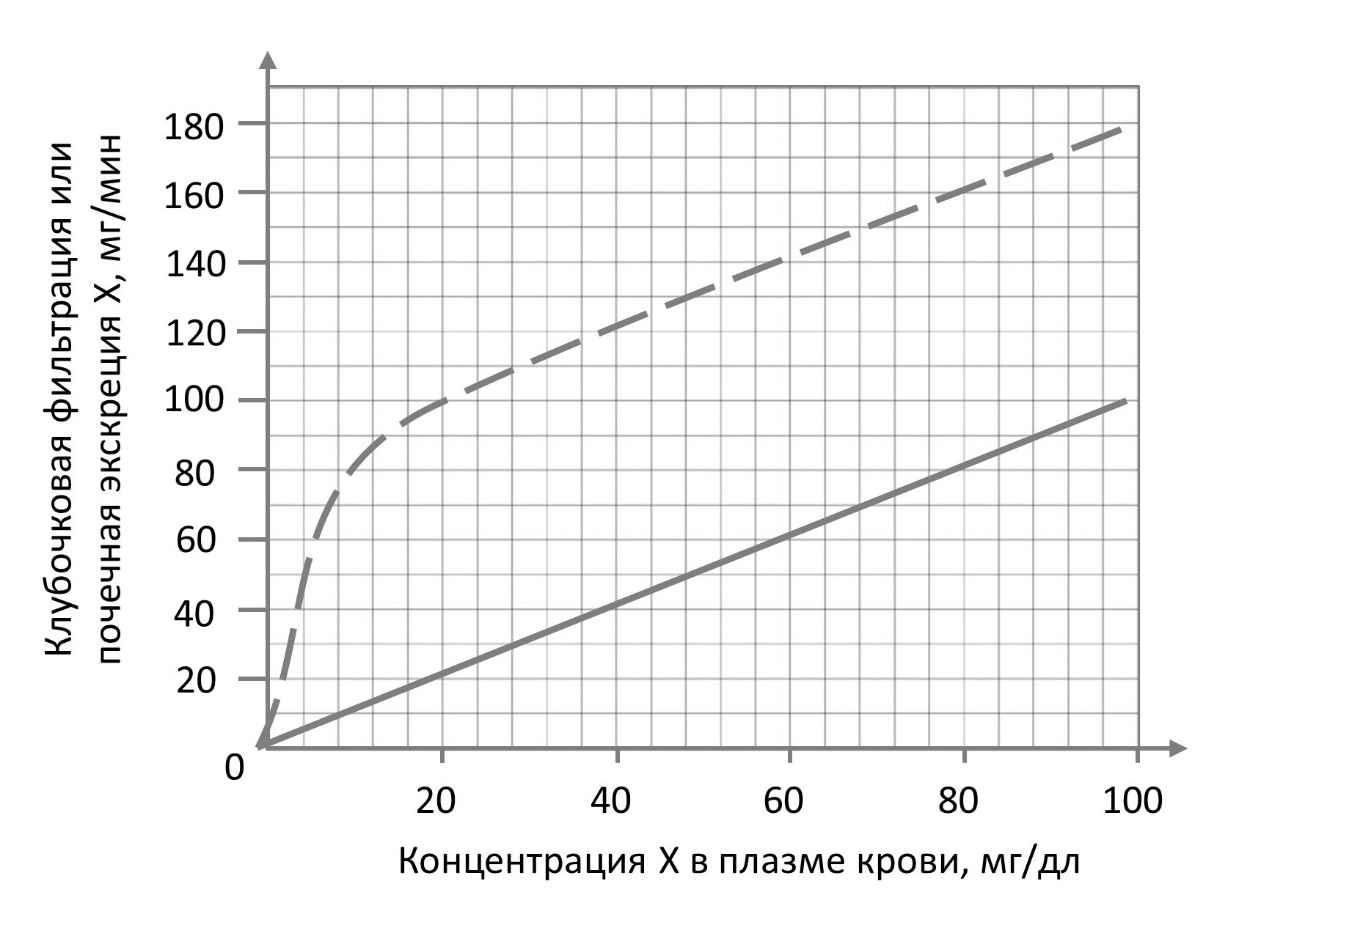 Клубочковая фильтрация или
почечная экскреция X, мг/мин
180
160
140
120
100
80
60
40
20
0
20 40 60 80 100
Концентрация X в плазме крови, мг/дл